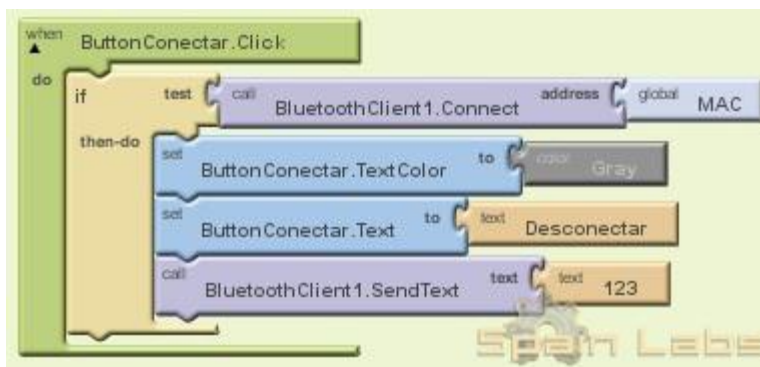 when ButtonConectar.Click
do
if test call BluetoothClient1.Connect address global MAC
then-do
set ButtonConectar.TextColor to color Gray
set ButtonConectar.Text to text Desconectar
call BluetoothClient1.SendText text text 123
Span Labs